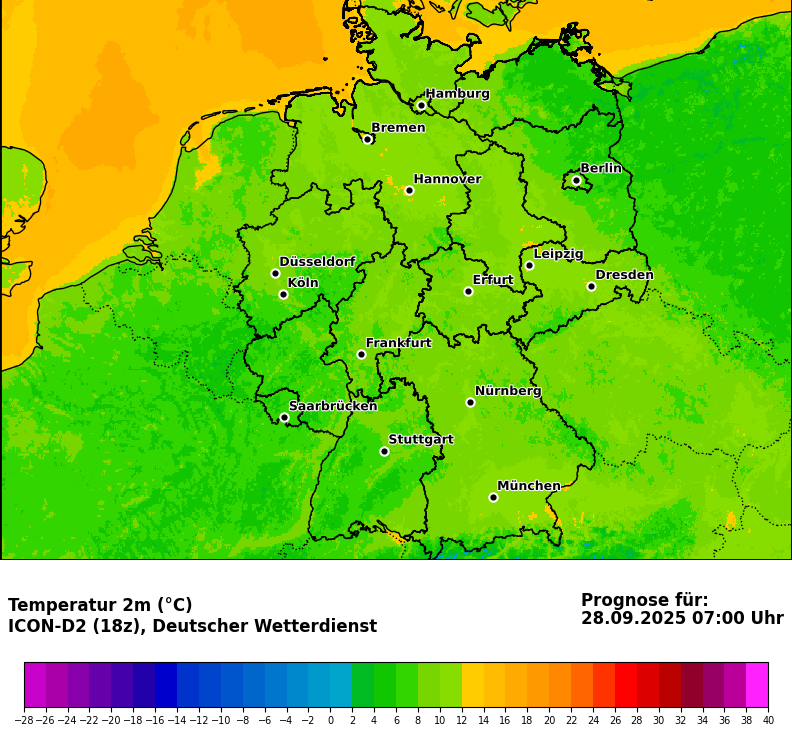 Hamburg
Bremen
Berlin
Hannover
Leipzig
Düsseldorf
Dresden
Köln
Erfurt
Frankfurt
Nürnberg
Saarbrücken
Stuttgart
München
Temperatur 2m (°C)
ICON-D2 (18z), Deutscher Wetterdienst
Prognose für:
28.09.2025 07:00 Uhr
−28 −26 −24 −22 −20 −18 −16 −14 −12 −10 −8 −6 −4 −2 0 2 4 6 8 10 12 14 16 18 20 22 24 26 28 30 32 34 36 38 40